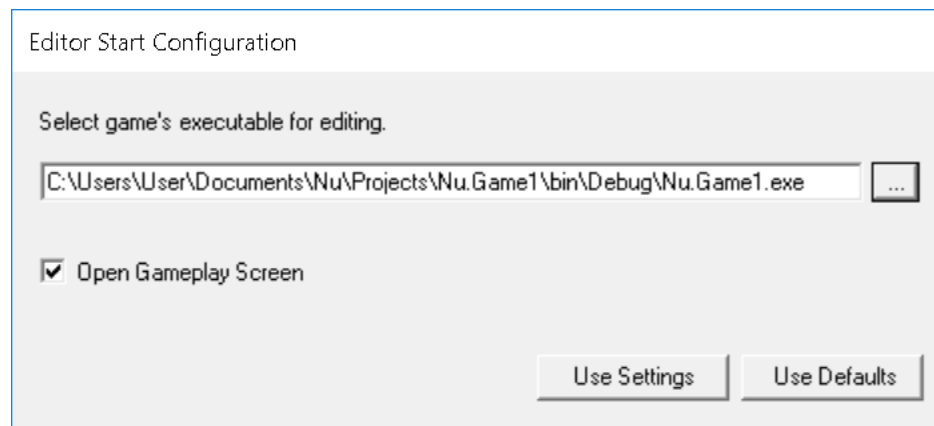 Editor Start Configuration
Select game's executable for editing.
C:\Users\User\Documents\Nu\Projects\Nu.Game1\bin\Debug\Nu.Game1.exe
...
Open Gameplay Screen
Use Settings
Use Defaults